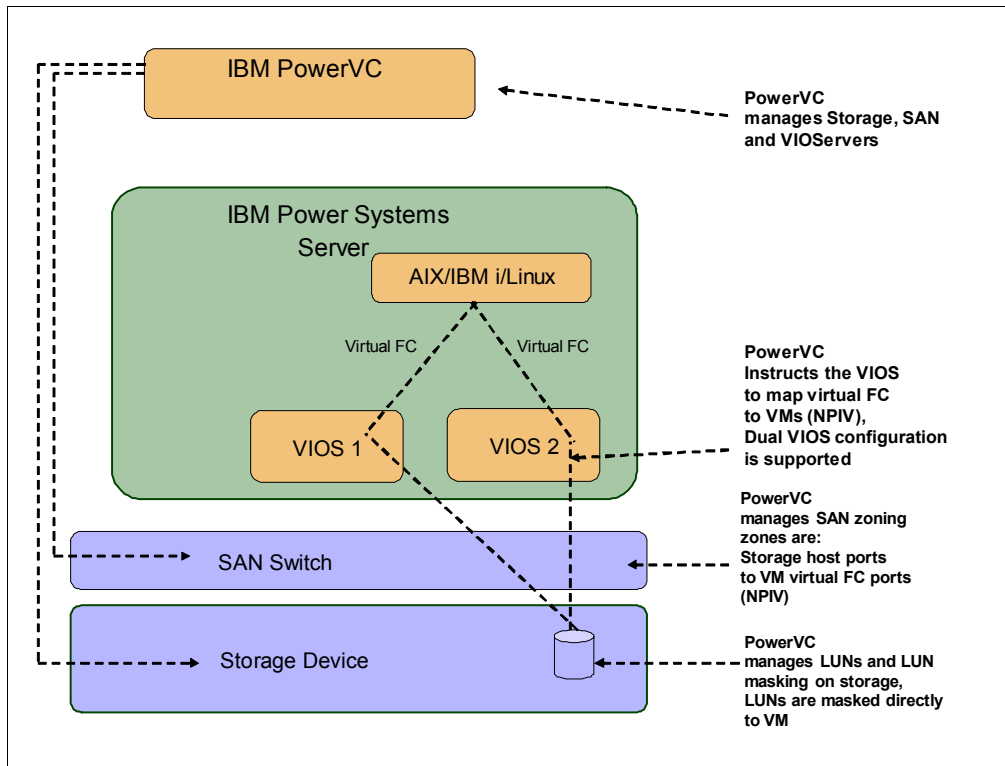 IBM PowerVC
PowerVC
manages Storage, SAN
and VIOServers
IBM Power Systems
Server
AIX/IBM i/Linux
Virtual FC
Virtual FC
VIOS 1
VIOS 2
PowerVC
Instructs the VIOS
to map virtual FC
to VMs (NPIV),
Dual VIOS configuration
is supported
SAN Switch
PowerVC
manages SAN zoning
zones are:
Storage host ports
to VM virtual FC ports
(NPIV)
Storage Device
PowerVC
manages LUNs and LUN
masking on storage,
LUNs are masked directly
to VM